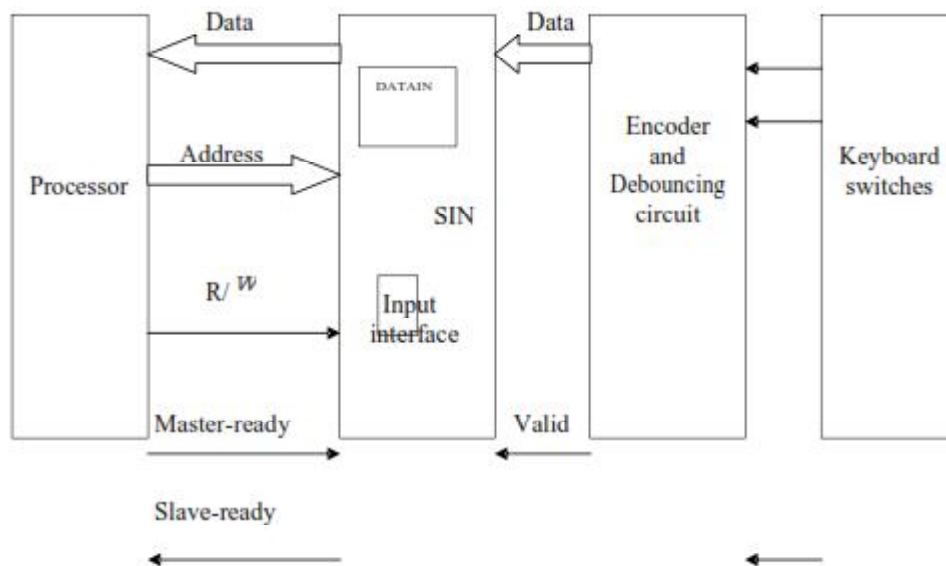 Data
Data
DATAIN
Address
Processor
SIN
Encoder
and
Debouncing
circuit
Keyboard
switches
R/ W
Input
interface
Master-ready
Valid
Slave-ready